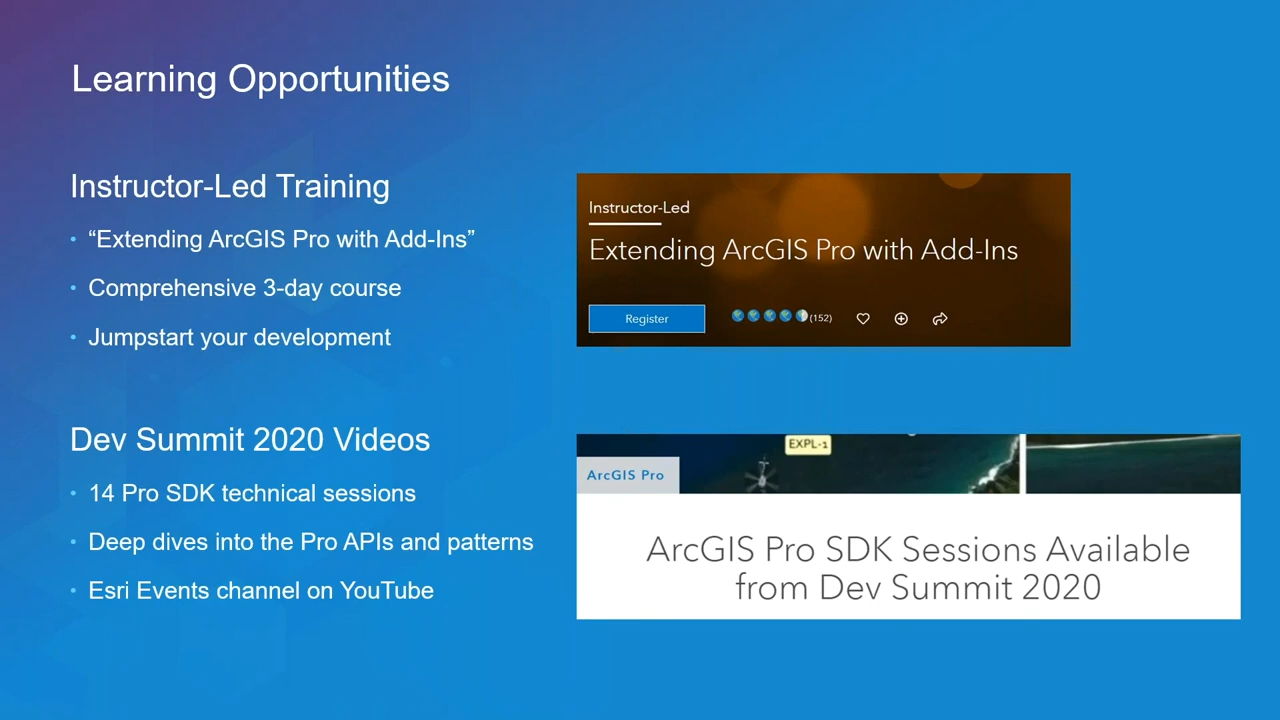 Learning Opportunities
Instructor-Led Training
• “Extending ArcGIS Pro with Add-Ins”
• Comprehensive 3-day course
• Jumpstart your development
Instructor-Led
Extending ArcGIS Pro with Add-Ins
Register
(152)
Dev Summit 2020 Videos
• 14 Pro SDK technical sessions
• Deep dives into the Pro APIs and patterns
• Esri Events channel on YouTube
EXPL-1
ArcGIS Pro
ArcGIS Pro SDK Sessions Available
from Dev Summit 2020